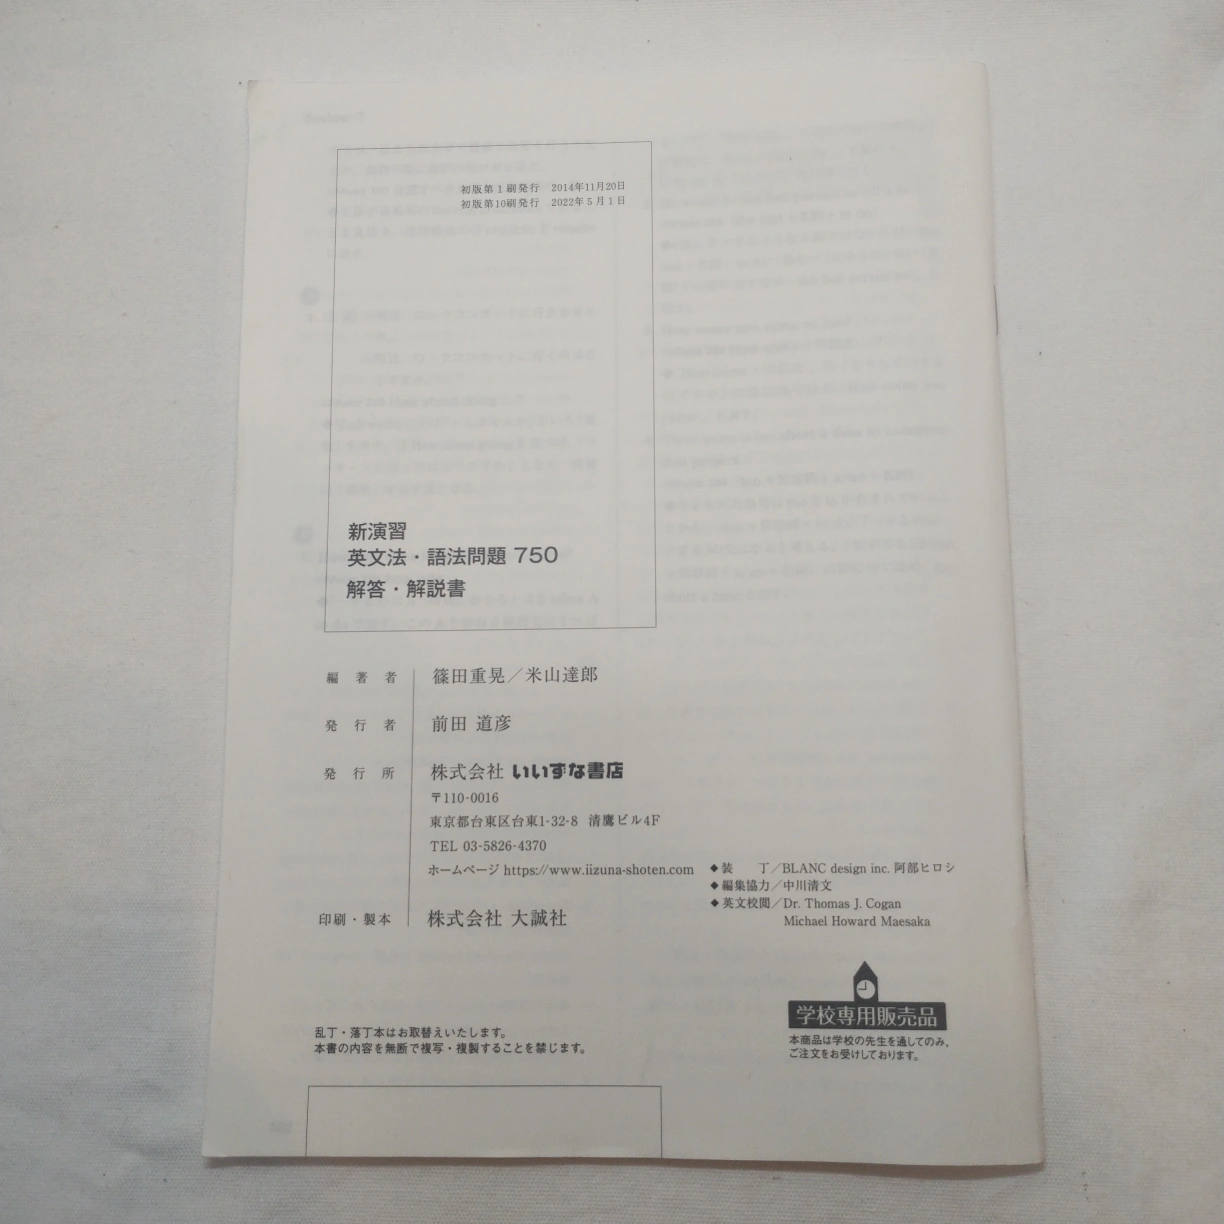 初版第1刷発行 2014年11月20日
初版第10刷発行 2022年5月1日
新演習
英文法・語法問題 750
解答・解説書
編著者 篠田重晃／米山達郎
発行者 前田 道彦
発行所 株式会社 いいずな書店
〒110-0016
東京都台東区台東1-32-8 清鷹ビル4F
TEL 03-5826-4370
ホームページ https://www.iizuna-shoten.com
印刷・製本 株式会社 大誠社
◆装 丁／BLANC design inc. 阿部ヒロシ
◆編集協力／中川清文
◆英文校閲／Dr. Thomas J. Cogan
Michael Howard Maesaka
学校専用販売品
本商品は学校の先生を通してのみ、
ご注文をお受けしております。
乱丁・落丁本はお取替えいたします。
本書の内容を無断で複写・複製することを禁じます。